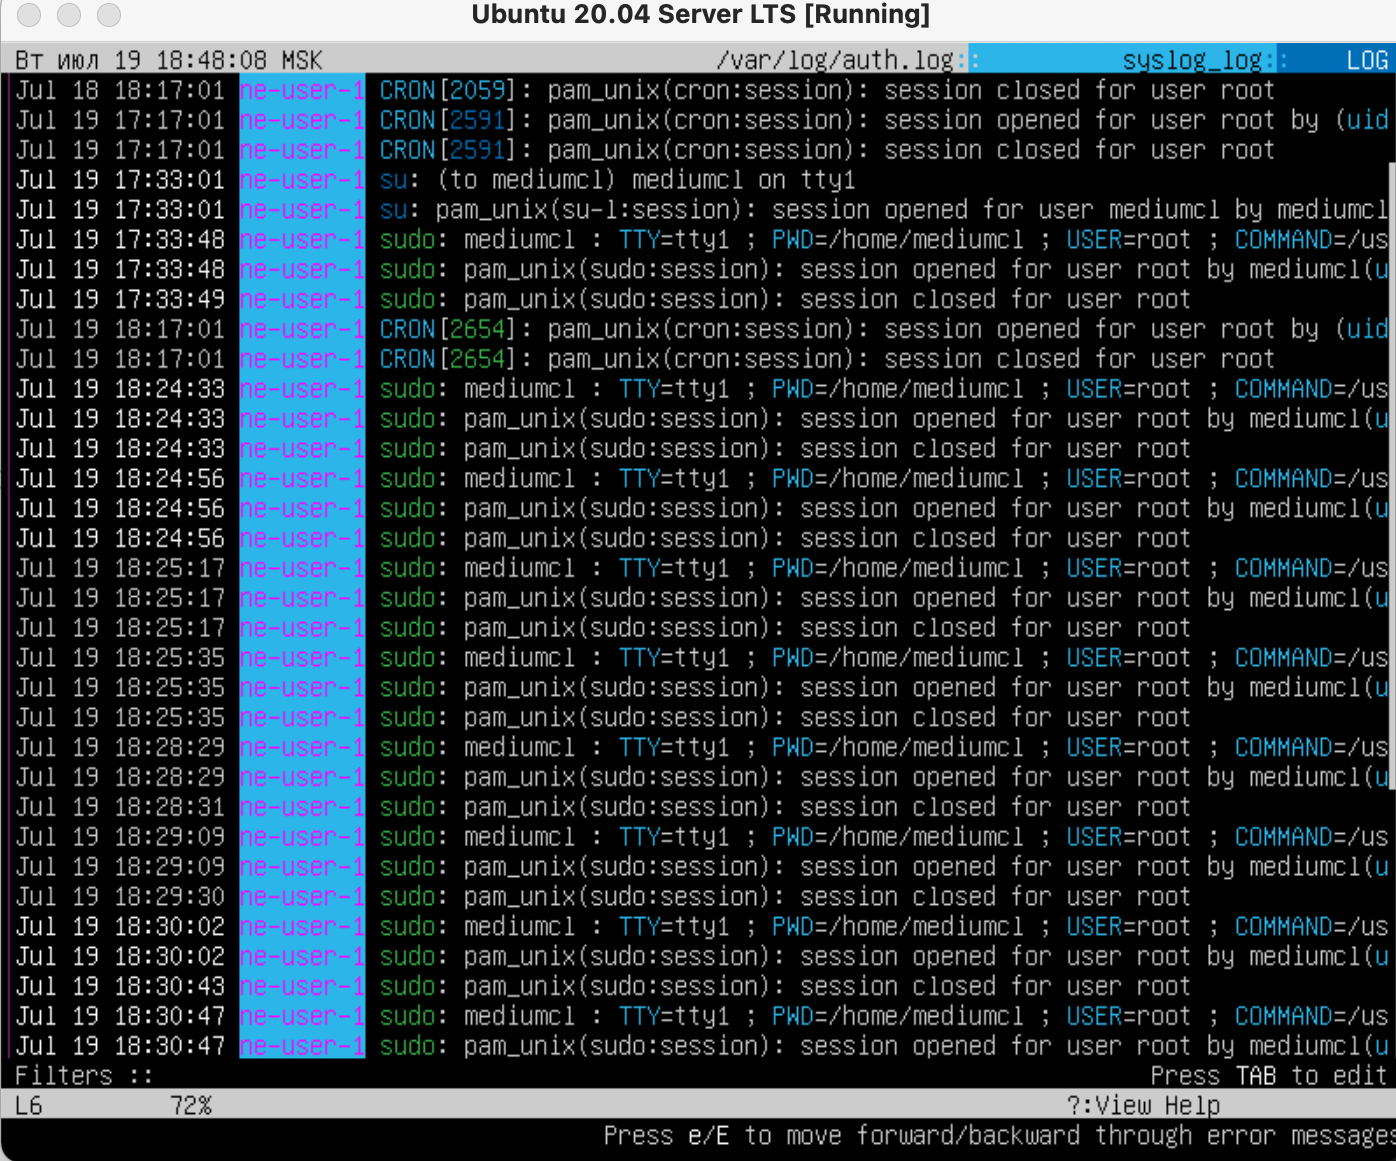 Ubuntu 20.04 Server LTS [Running]
Вт июл 19 18:48:08 MSK /var/log/auth.log:: syslog_log:: LOG
Jul 18 18:17:01 ne-user-1 CRON[2059]: pam_unix(cron:session): session closed for user root
Jul 19 17:17:01 ne-user-1 CRON[2591]: pam_unix(cron:session): session opened for user root by (uid
Jul 19 17:17:01 ne-user-1 CRON[2591]: pam_unix(cron:session): session closed for user root
Jul 19 17:33:01 ne-user-1 su: (to mediumcl) mediumcl on tty1
Jul 19 17:33:01 ne-user-1 su: pam_unix(su-l:session): session opened for user mediumcl by mediumcl
Jul 19 17:33:48 ne-user-1 sudo: mediumcl : TTY=tty1 ; PWD=/home/mediumcl ; USER=root ; COMMAND=/us
Jul 19 17:33:48 ne-user-1 sudo: pam_unix(sudo:session): session opened for user root by mediumcl(u
Jul 19 17:33:49 ne-user-1 sudo: pam_unix(sudo:session): session closed for user root
Jul 19 18:17:01 ne-user-1 CRON[2654]: pam_unix(cron:session): session opened for user root by (uid
Jul 19 18:17:01 ne-user-1 CRON[2654]: pam_unix(cron:session): session closed for user root
Jul 19 18:24:33 ne-user-1 sudo: mediumcl : TTY=tty1 ; PWD=/home/mediumcl ; USER=root ; COMMAND=/us
Jul 19 18:24:33 ne-user-1 sudo: pam_unix(sudo:session): session opened for user root by mediumcl(u
Jul 19 18:24:33 ne-user-1 sudo: pam_unix(sudo:session): session closed for user root
Jul 19 18:24:56 ne-user-1 sudo: mediumcl : TTY=tty1 ; PWD=/home/mediumcl ; USER=root ; COMMAND=/us
Jul 19 18:24:56 ne-user-1 sudo: pam_unix(sudo:session): session opened for user root by mediumcl(u
Jul 19 18:24:56 ne-user-1 sudo: pam_unix(sudo:session): session closed for user root
Jul 19 18:25:17 ne-user-1 sudo: mediumcl : TTY=tty1 ; PWD=/home/mediumcl ; USER=root ; COMMAND=/us
Jul 19 18:25:17 ne-user-1 sudo: pam_unix(sudo:session): session opened for user root by mediumcl(u
Jul 19 18:25:17 ne-user-1 sudo: pam_unix(sudo:session): session closed for user root
Jul 19 18:25:35 ne-user-1 sudo: mediumcl : TTY=tty1 ; PWD=/home/mediumcl ; USER=root ; COMMAND=/us
Jul 19 18:25:35 ne-user-1 sudo: pam_unix(sudo:session): session opened for user root by mediumcl(u
Jul 19 18:25:35 ne-user-1 sudo: pam_unix(sudo:session): session closed for user root
Jul 19 18:28:29 ne-user-1 sudo: mediumcl : TTY=tty1 ; PWD=/home/mediumcl ; USER=root ; COMMAND=/us
Jul 19 18:28:29 ne-user-1 sudo: pam_unix(sudo:session): session opened for user root by mediumcl(u
Jul 19 18:28:31 ne-user-1 sudo: pam_unix(sudo:session): session closed for user root
Jul 19 18:29:09 ne-user-1 sudo: mediumcl : TTY=tty1 ; PWD=/home/mediumcl ; USER=root ; COMMAND=/us
Jul 19 18:29:09 ne-user-1 sudo: pam_unix(sudo:session): session opened for user root by mediumcl(u
Jul 19 18:29:30 ne-user-1 sudo: pam_unix(sudo:session): session closed for user root
Jul 19 18:30:02 ne-user-1 sudo: mediumcl : TTY=tty1 ; PWD=/home/mediumcl ; USER=root ; COMMAND=/us
Jul 19 18:30:02 ne-user-1 sudo: pam_unix(sudo:session): session opened for user root by mediumcl(u
Jul 19 18:30:43 ne-user-1 sudo: pam_unix(sudo:session): session closed for user root
Jul 19 18:30:47 ne-user-1 sudo: mediumcl : TTY=tty1 ; PWD=/home/mediumcl ; USER=root ; COMMAND=/us
Jul 19 18:30:47 ne-user-1 sudo: pam_unix(sudo:session): session opened for user root by mediumcl(u
Filters :: Press TAB to edit
L6 72% ?:View Help
Press e/E to move forward/backward through error messages